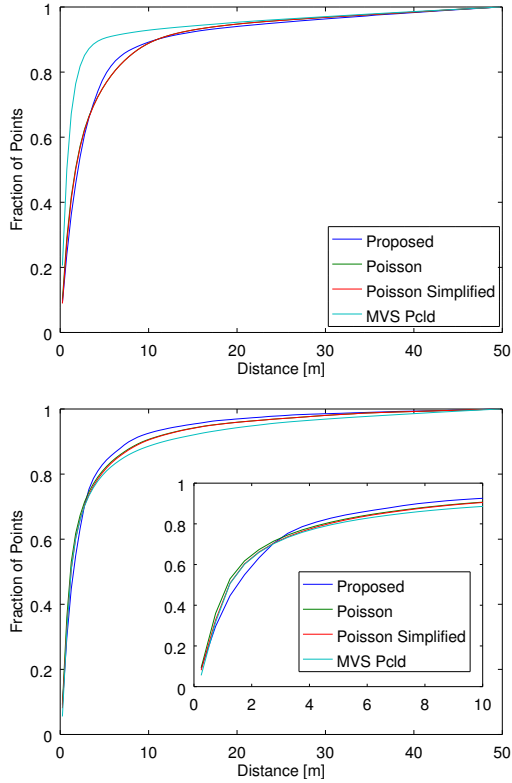 1
0.8
0.6
0.4
0.2
0
Fraction of Points
Proposed
Poisson
Poisson Simplified
MVS Pcld
0 10 20 30 40 50
Distance [m]
1
0.8
0.6
0.4
0.2
0
Fraction of Points
1
0.8
0.6
0.4
0.2
0
Proposed
Poisson
Poisson Simplified
MVS Pcld
0 2 4 6 8 10
0 10 20 30 40 50
Distance [m]